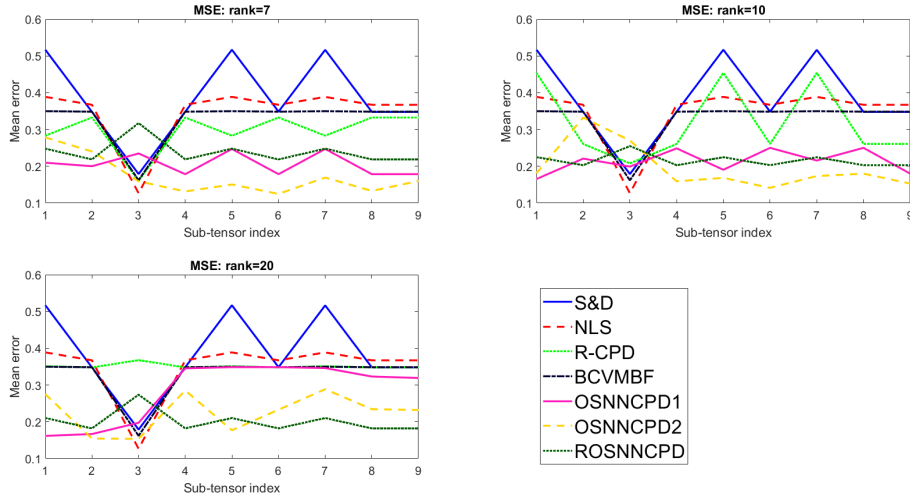 MSE: rank=7
0.6
0.5
0.4
0.3
0.2
0.1
Mean error
1 2 3 4 5 6 7 8 9
Sub-tensor index
MSE: rank=10
0.6
0.5
0.4
0.3
0.2
0.1
Mean error
1 2 3 4 5 6 7 8 9
Sub-tensor index
MSE: rank=20
0.6
0.5
0.4
0.3
0.2
0.1
Mean error
1 2 3 4 5 6 7 8 9
Sub-tensor index
S&D
NLS
R-CPD
BCVMBF
OSNNCPD1
OSNNCPD2
ROSNNCPD